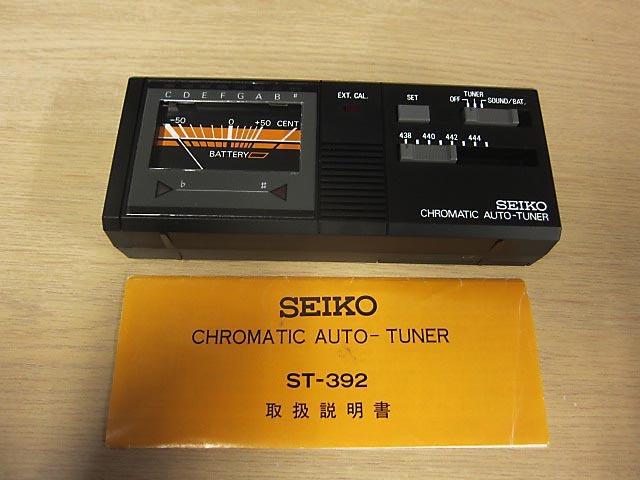 C D E F G A B #
-50 0 +50 CENT
BATTERY
♭ #
EXT. CAL.
SET
TUNER
OFF SOUND/BAT.
438 440 442 444
SEIKO
CHROMATIC AUTO-TUNER
SEIKO
CHROMATIC AUTO-TUNER
ST-392
取扱説明書